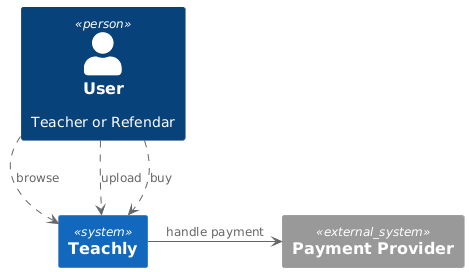 «person»
User
Teacher or Refendar
browse
upload
buy
«system»
Teachly
handle payment
«external_system»
Payment Provider